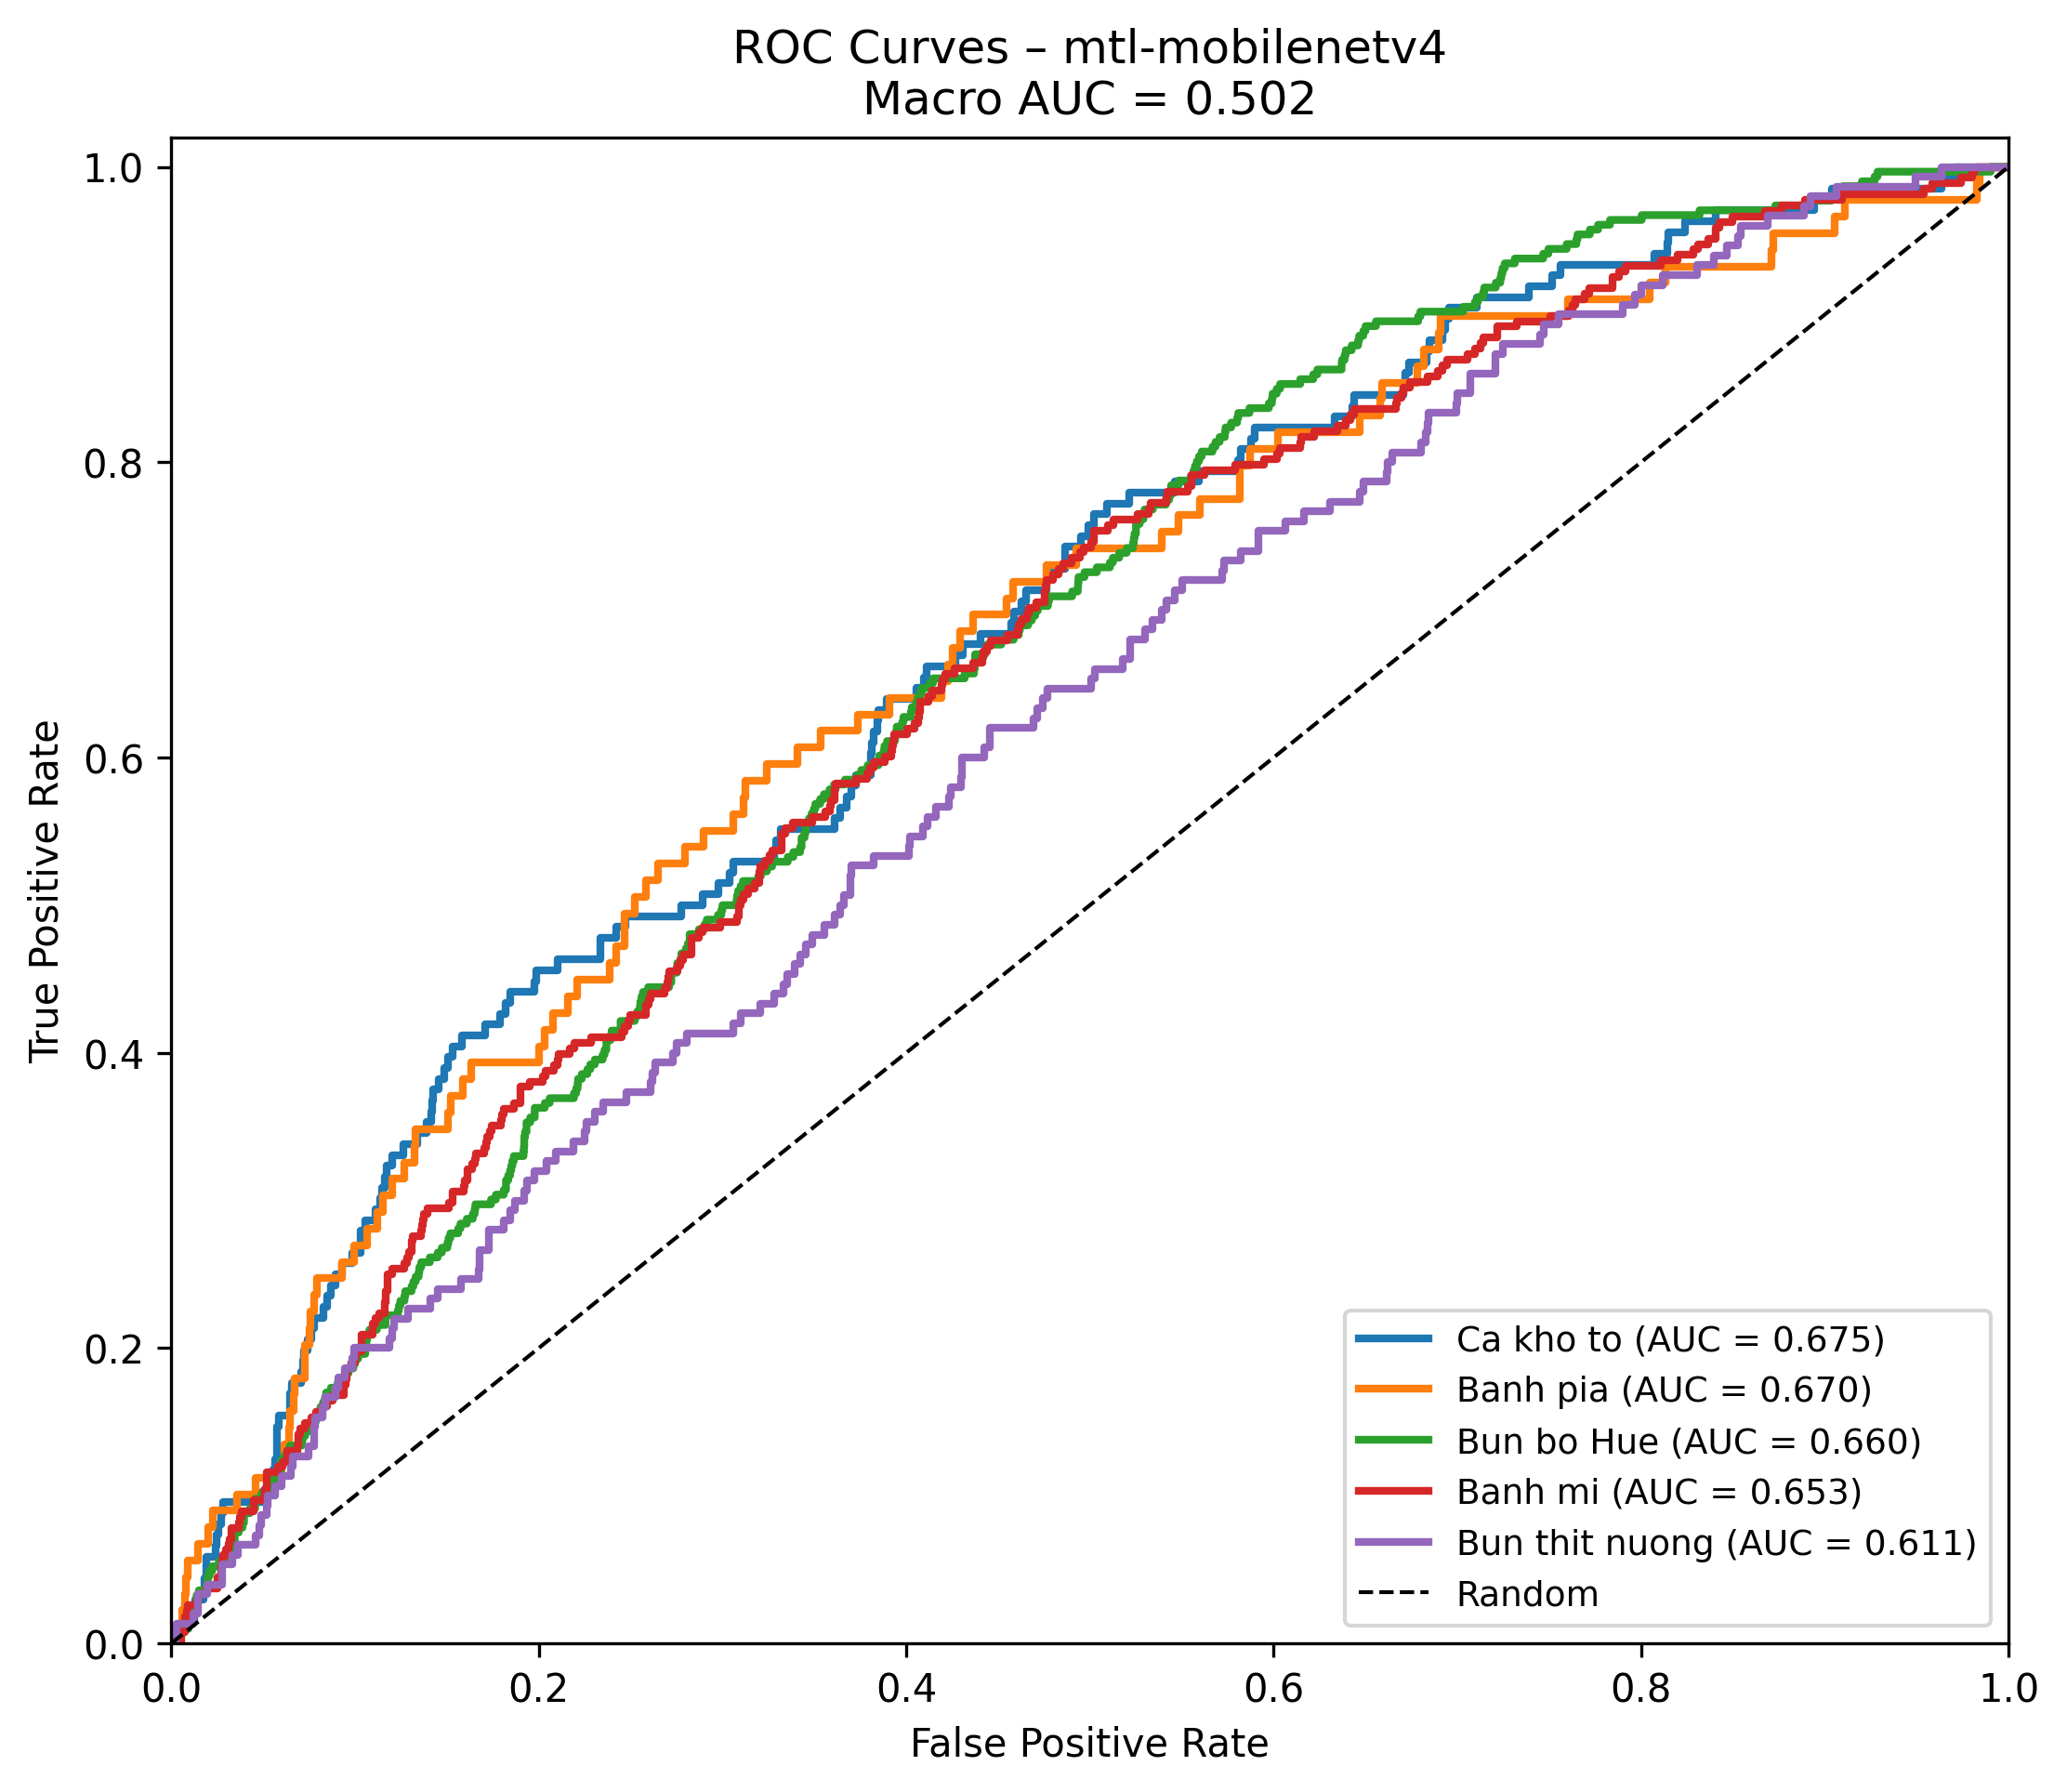 ROC Curves – mtl-mobilenetv4
Macro AUC = 0.502
True Positive Rate
1.0
0.8
0.6
0.4
0.2
0.0
0.0 0.2 0.4 0.6 0.8 1.0
False Positive Rate
Ca kho to (AUC = 0.675)
Banh pia (AUC = 0.670)
Bun bo Hue (AUC = 0.660)
Banh mi (AUC = 0.653)
Bun thit nuong (AUC = 0.611)
Random